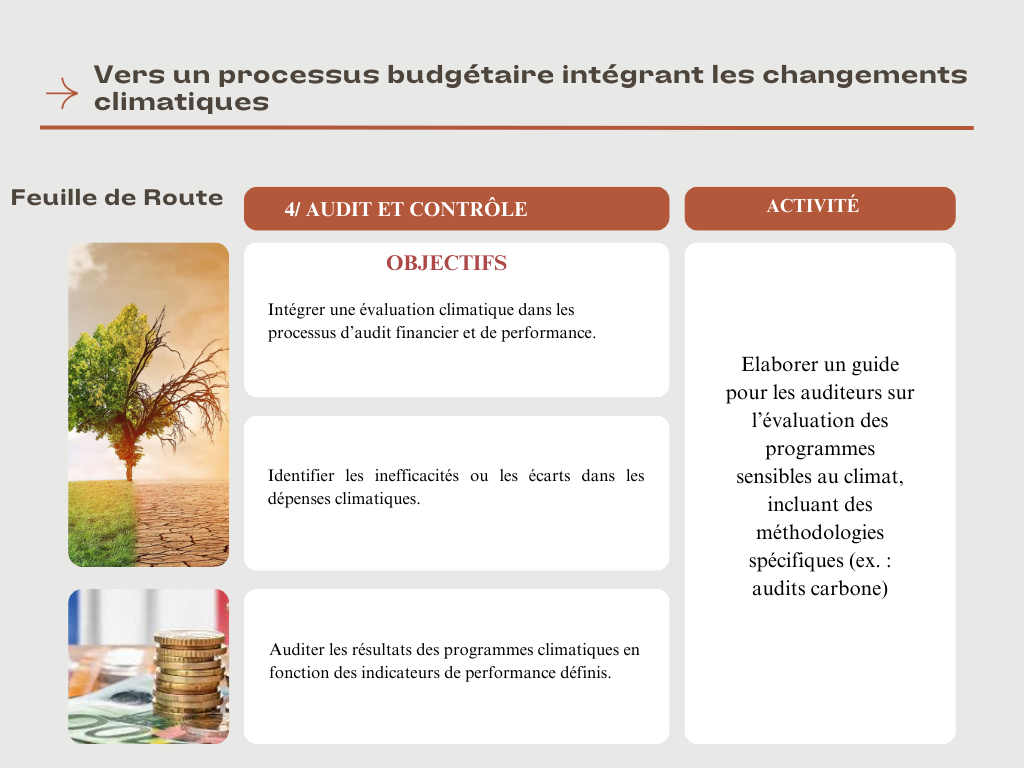 Vers un processus budgétaire intégrant les changements
climatiques
Feuille de Route
4/ AUDIT ET CONTRÔLE
ACTIVITÉ
OBJECTIFS
Intégrer une évaluation climatique dans les
processus d’audit financier et de performance.
Identifier les inefficacités ou les écarts dans les
dépenses climatiques.
Auditer les résultats des programmes climatiques en
fonction des indicateurs de performance définis.
Elaborer un guide
pour les auditeurs sur
l’évaluation des
programmes
sensibles au climat,
incluant des
méthodologies
spécifiques (ex. :
audits carbone)